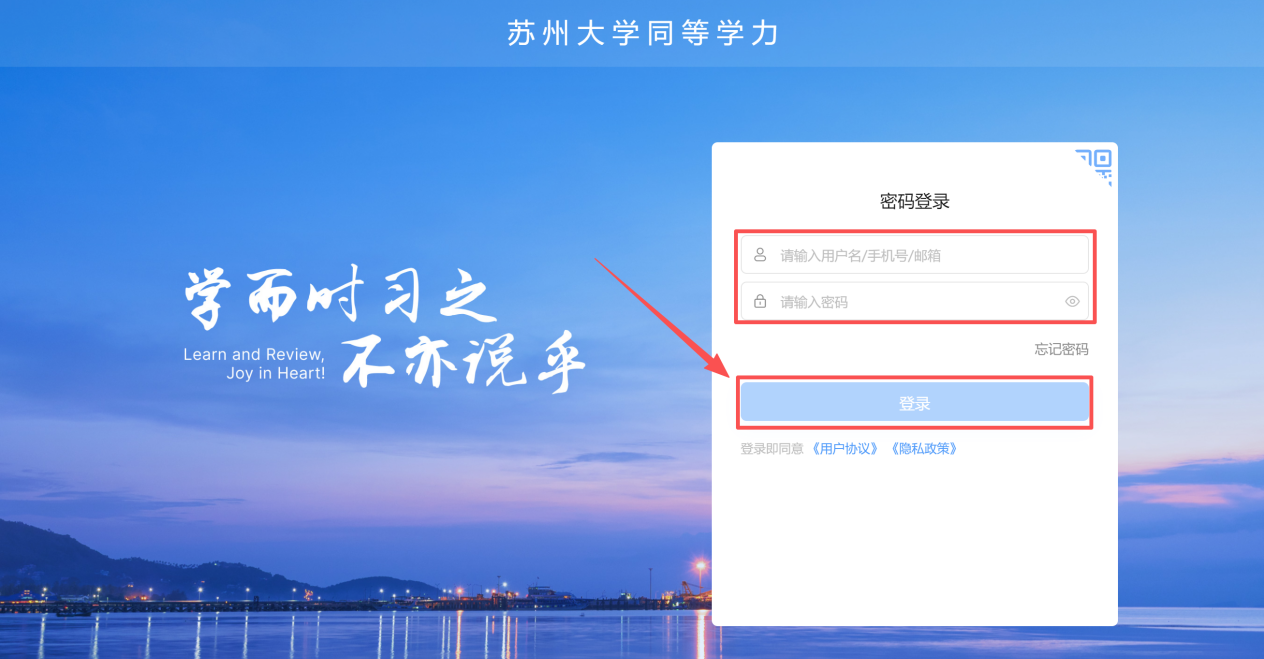 苏州大学同等学力
密码登录
请输入用户名/手机号/邮箱
请输入密码
忘记密码
登录
登录即同意《用户协议》《隐私政策》
学而时习之
不亦说乎
Learn and Review,
Joy in Heart!